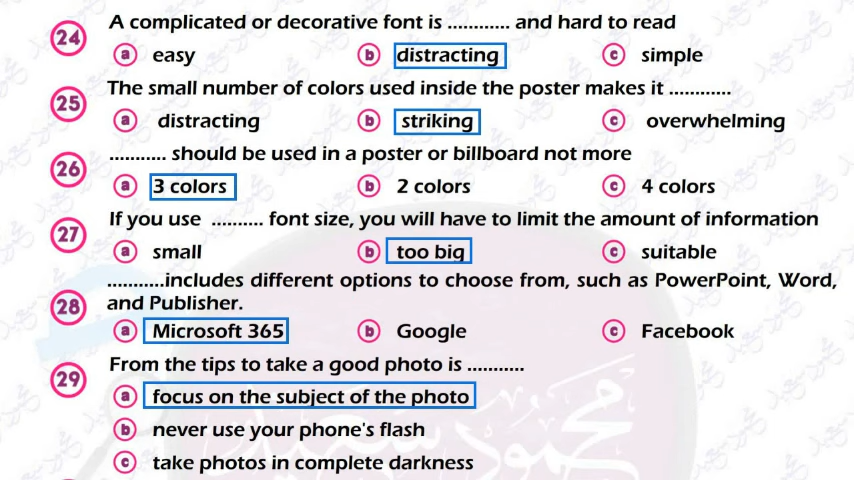 24 A complicated or decorative font is ............ and hard to read
a easy b distracting c simple
25 The small number of colors used inside the poster makes it ............
a distracting b striking c overwhelming
26 ........... should be used in a poster or billboard not more
a 3 colors b 2 colors c 4 colors
27 If you use .......... font size, you will have to limit the amount of information
a small b too big c suitable
28 ...........includes different options to choose from, such as PowerPoint, Word,
and Publisher.
a Microsoft 365 b Google c Facebook
29 From the tips to take a good photo is ...........
a focus on the subject of the photo
b never use your phone's flash
c take photos in complete darkness
محمود سعيد